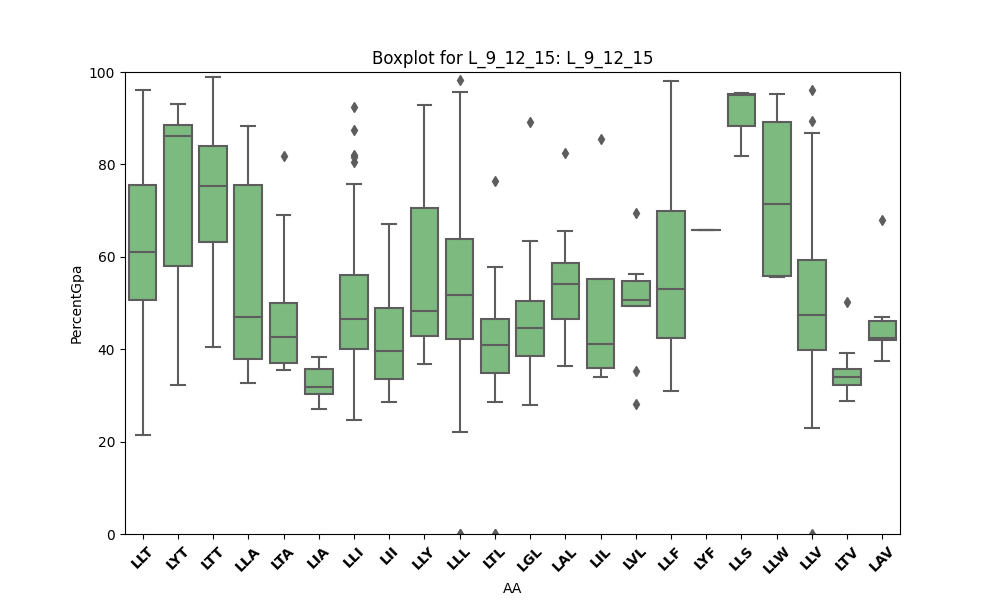 Boxplot for L_9_12_15: L_9_12_15
100
80
60
40
20
0
PercentGpa
LLT LYT LTT LLA LTA LIA LLI LII LLY LLL LTL LGL LAL LIL LVL LLF LYF LLS LLW LLV LTV LAV
AA